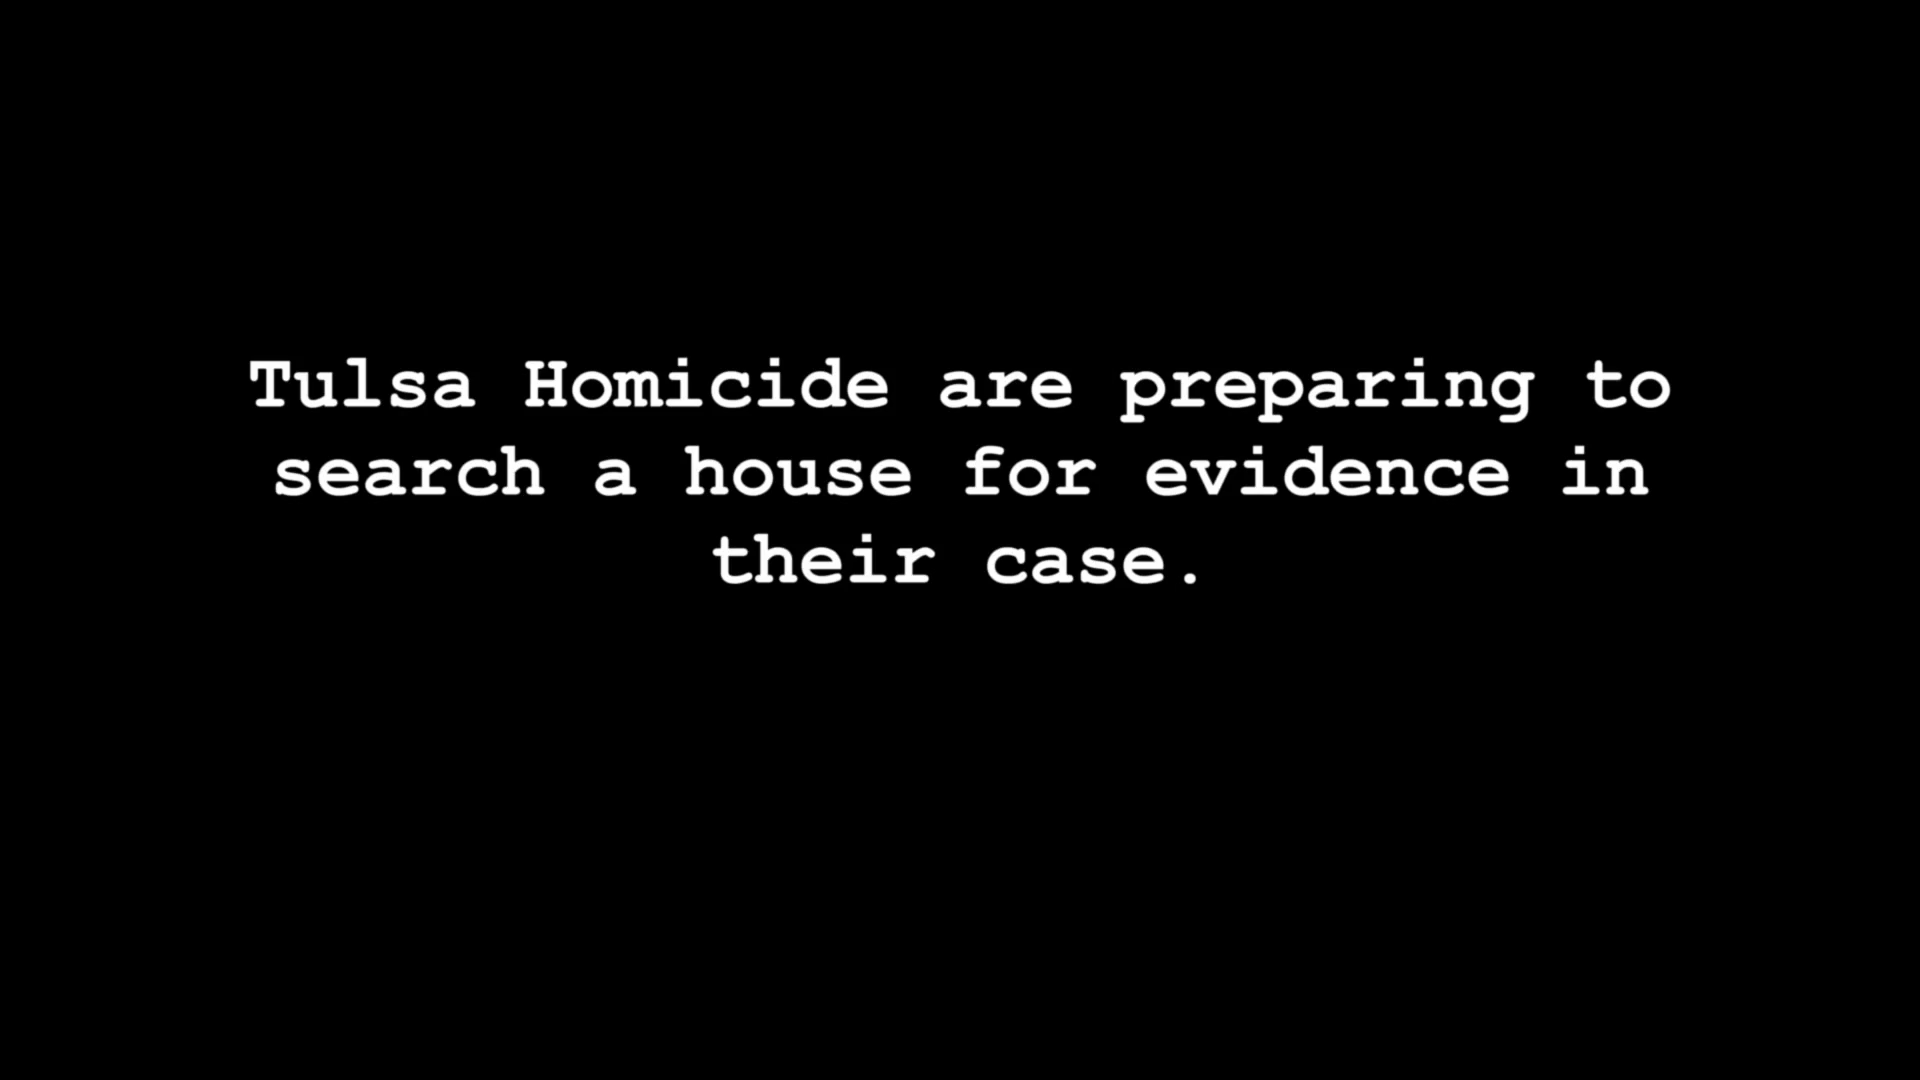 Tulsa Homicide are preparing to
search a house for evidence in
their case.